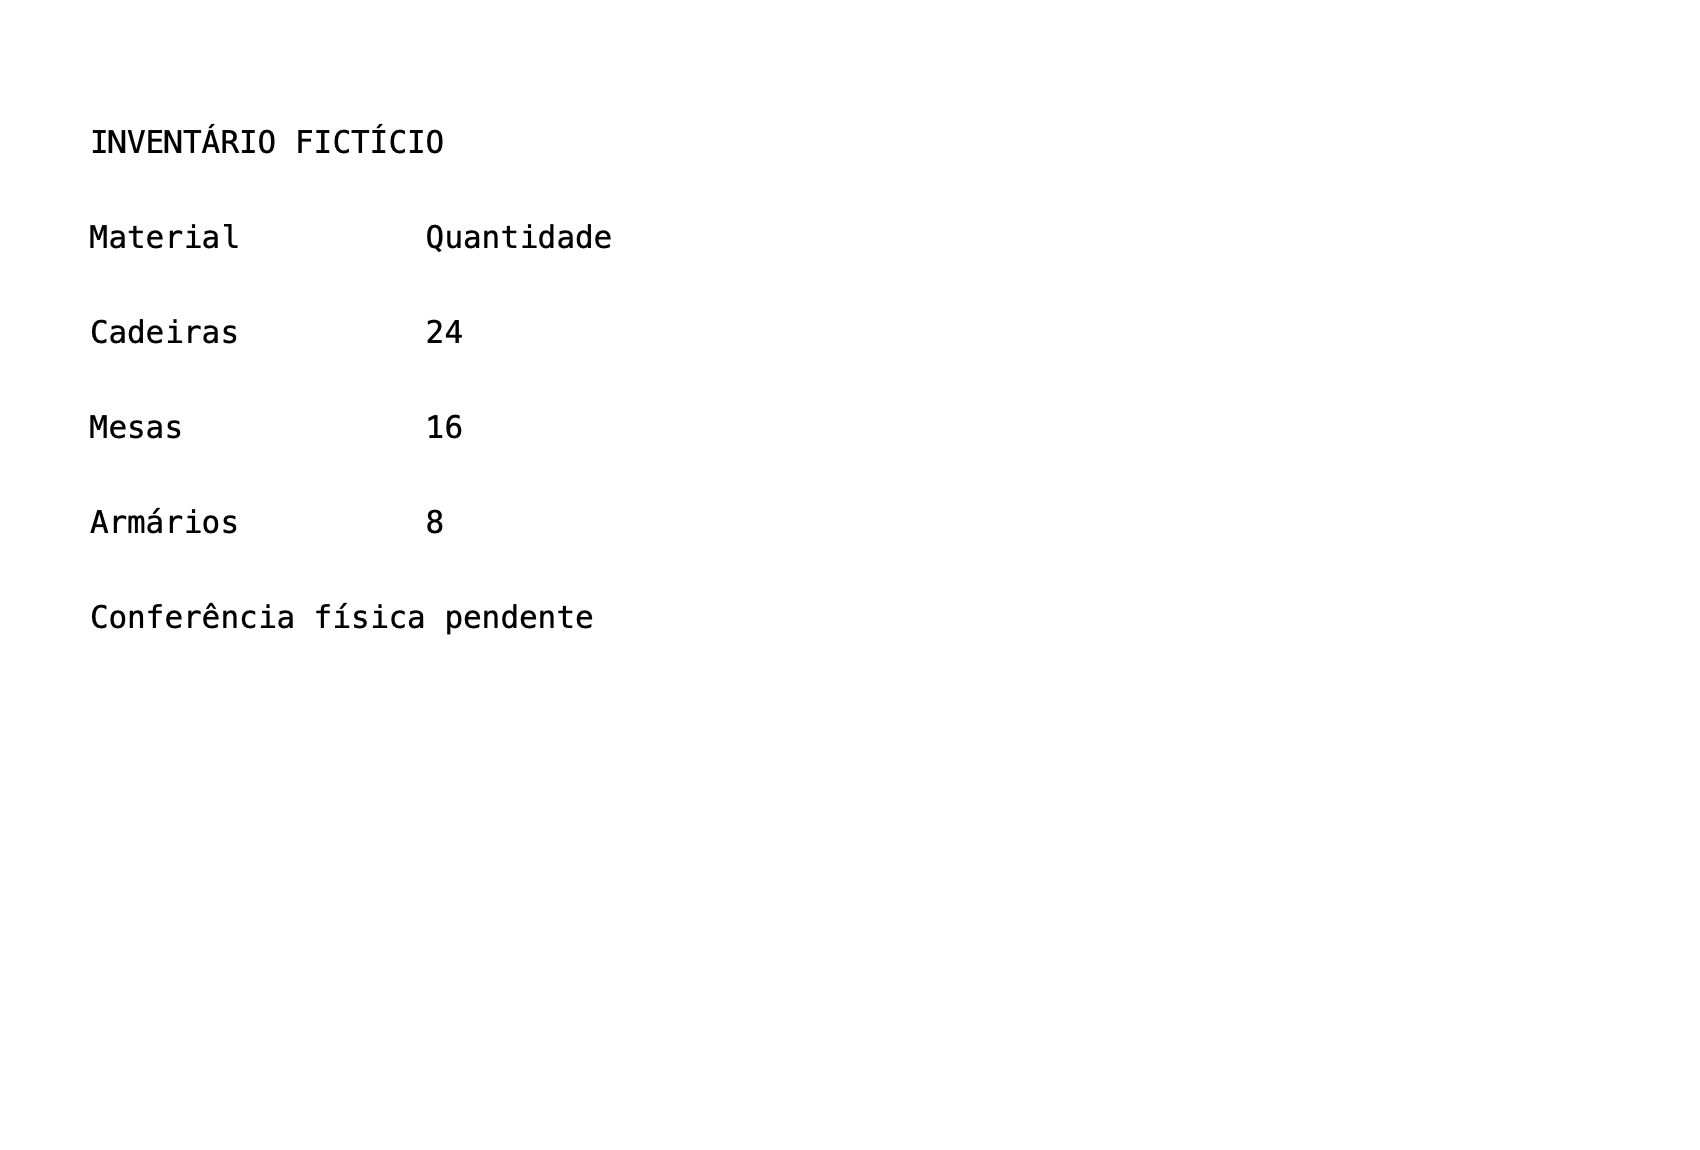 INVENTÁRIO FICTÍCIO
Material Quantidade
Cadeiras 24
Mesas 16
Armários 8
Conferência física pendente